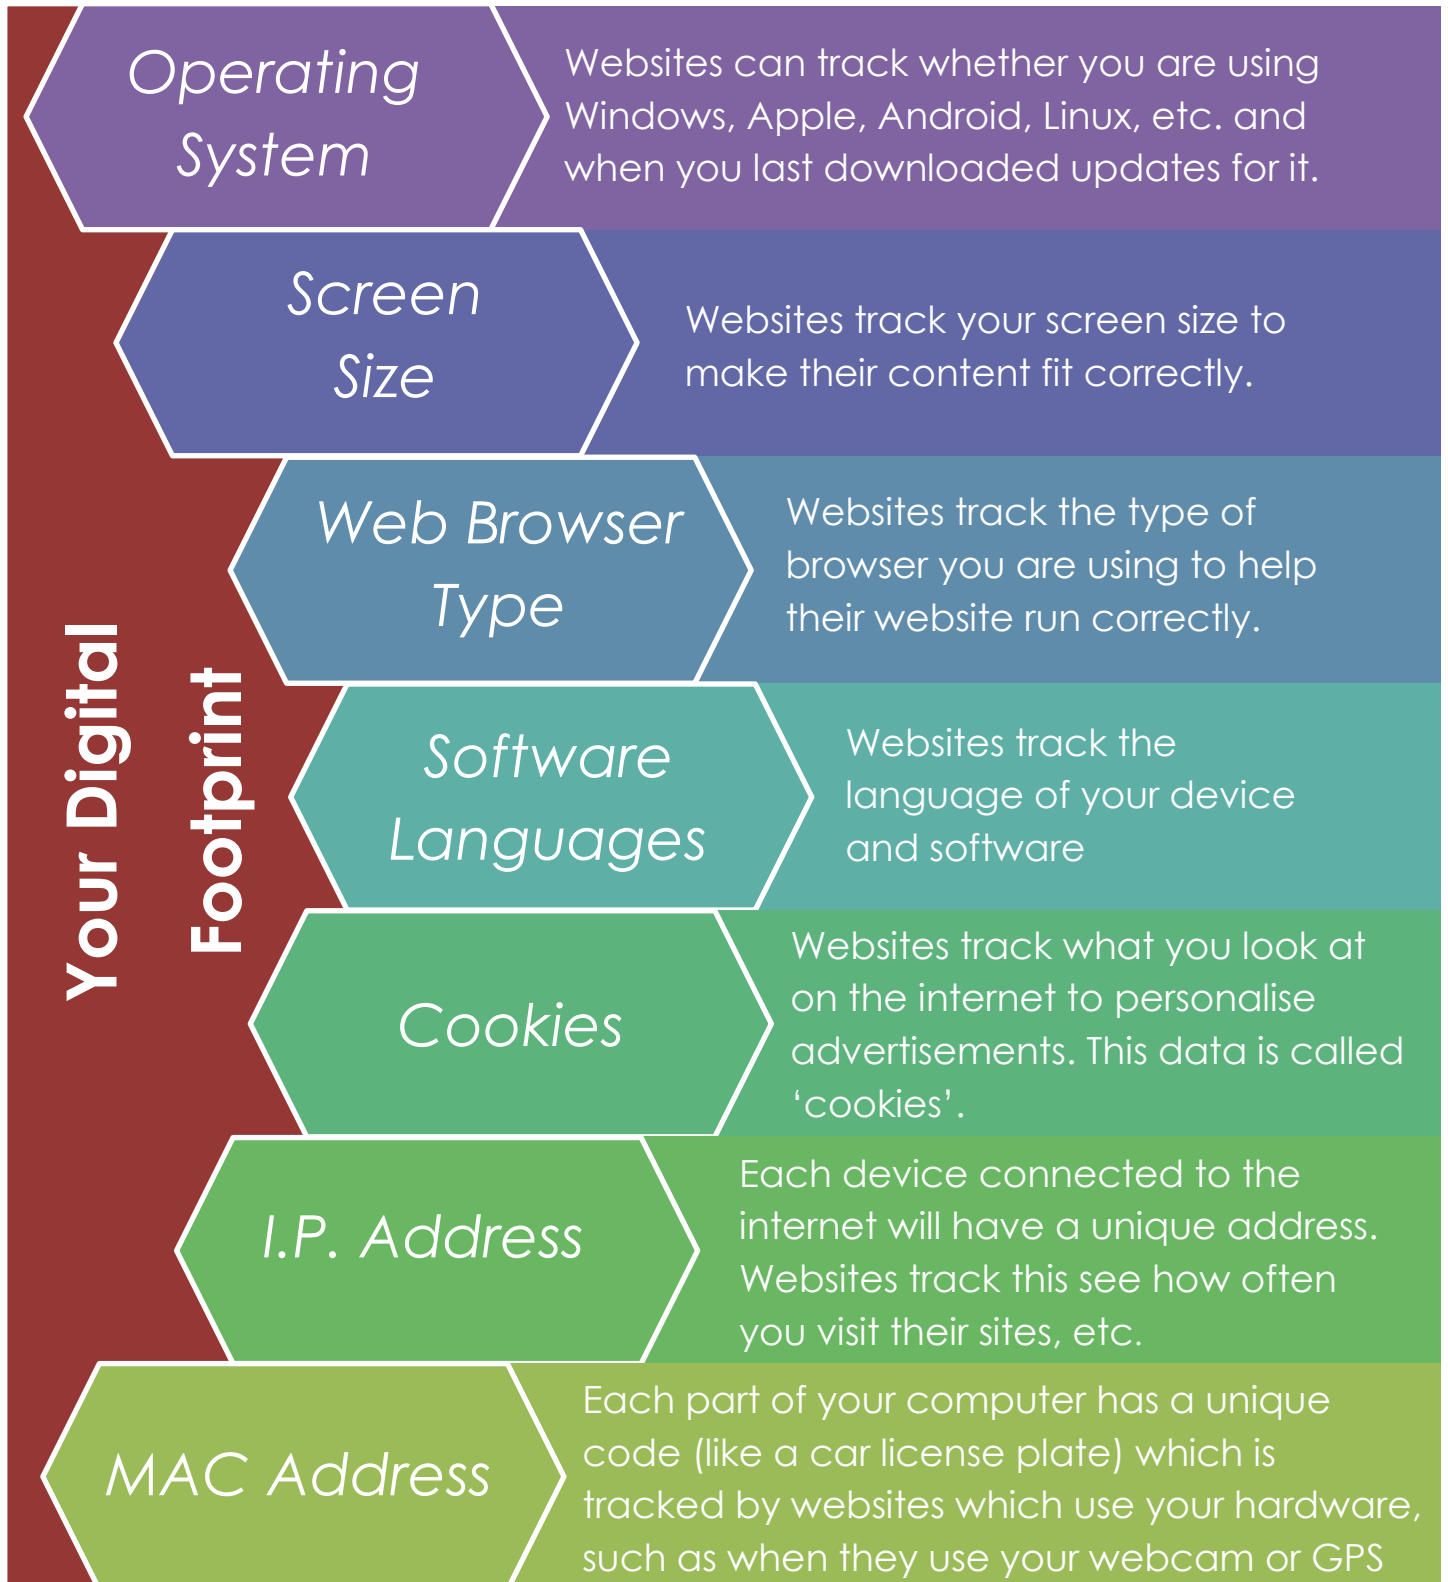 Your Digital
Footprint
Operating
System
Websites can track whether you are using
Windows, Apple, Android, Linux, etc. and
when you last downloaded updates for it.
Screen
Size
Websites track your screen size to
make their content fit correctly.
Web Browser
Type
Websites track the type of
browser you are using to help
their website run correctly.
Software
Languages
Websites track the
language of your device
and software
Cookies
Websites track what you look at
on the internet to personalise
advertisements. This data is called
‘cookies’.
I.P. Address
Each device connected to the
internet will have a unique address.
Websites track this see how often
you visit their sites, etc.
MAC Address
Each part of your computer has a unique
code (like a car license plate) which is
tracked by websites which use your hardware,
such as when they use your webcam or GPS